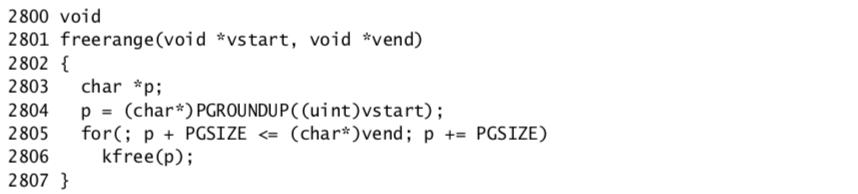 2800 void
2801 freerange(void *vstart, void *vend)
2802 {
2803   char *p;
2804   p = (char*)PGROUNDUP((uint)vstart);
2805   for(; p + PGSIZE <= (char*)vend; p += PGSIZE)
2806     kfree(p);
2807 }